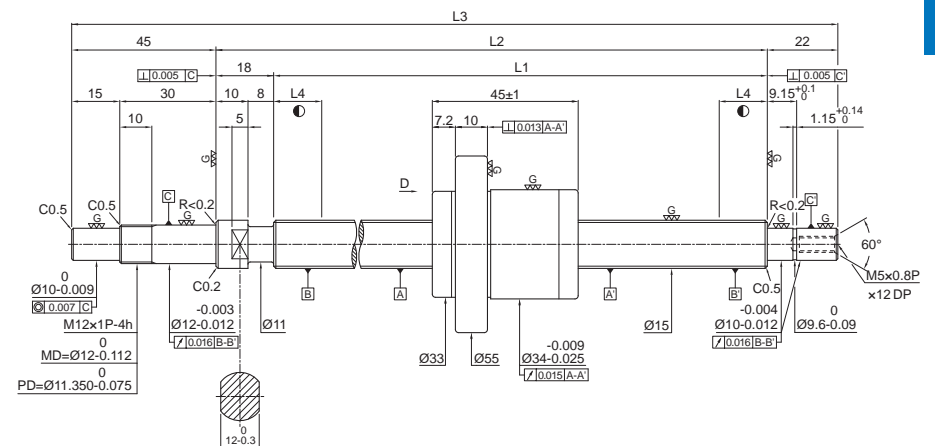 L3
45
L2
22
⊥ 0.005 C
18
L1
⊥ 0.005 C'
15
30
10
8
L4
45±1
L4
9.15 +0.1 0
10
5
7.2
10
⊥ 0.013 A-A'
1.15 +0.14 0
G
G
G
G
D
C
C'
C0.5
C0.5
G
G
R<0.2
G
R<0.2
G
G
60°
C0.2
B
A
A'
B'
C0.5
M5×0.8P
×12 DP
0
Ø10-0.009
◎ 0.007 C
-0.003
Ø12-0.012
Ø11
Ø15
-0.004
Ø10-0.012
0
Ø9.6-0.09
M12×1P-4h
↗ 0.016 B-B'
Ø33
Ø55
-0.009
Ø34-0.025
↗ 0.016 B-B'
0
MD=Ø12-0.112
↗ 0.015 A-A'
0
PD=Ø11.350-0.075
0
12-0.3